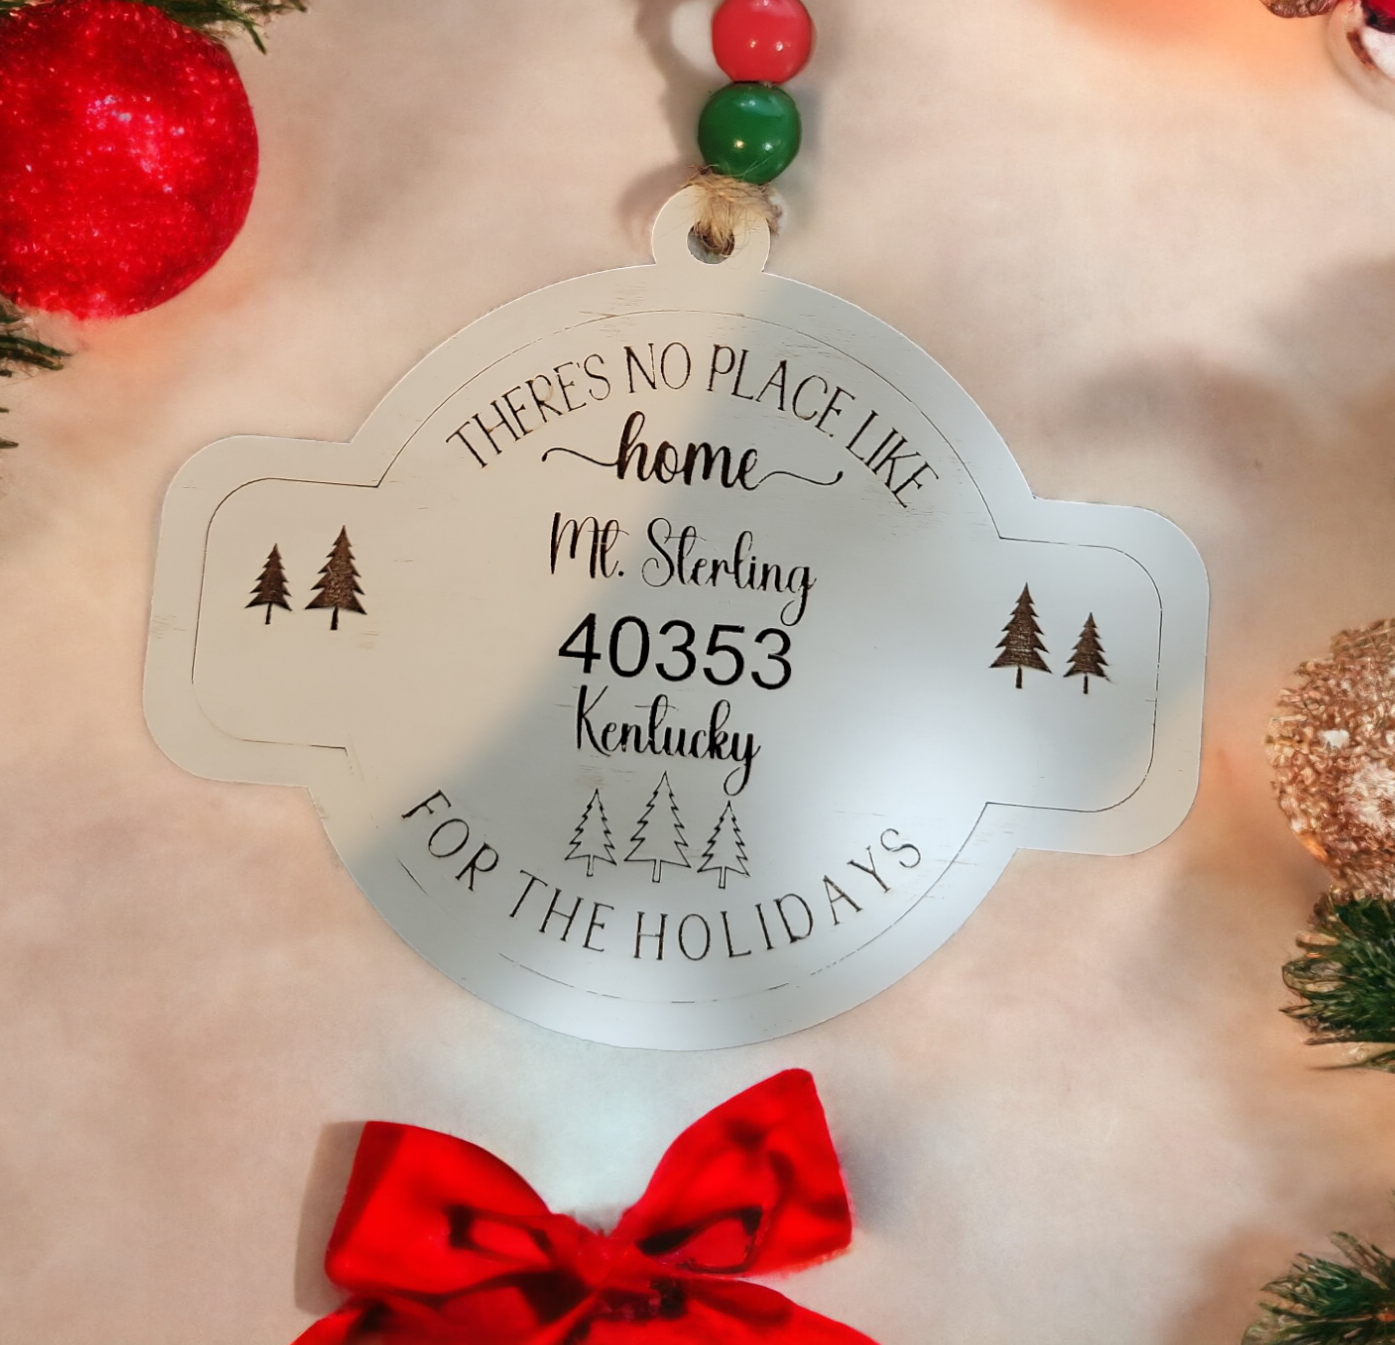 THERE'S NO PLACE LIKE
home
Mt. Sterling
40353
Kentucky
FOR THE HOLIDAYS